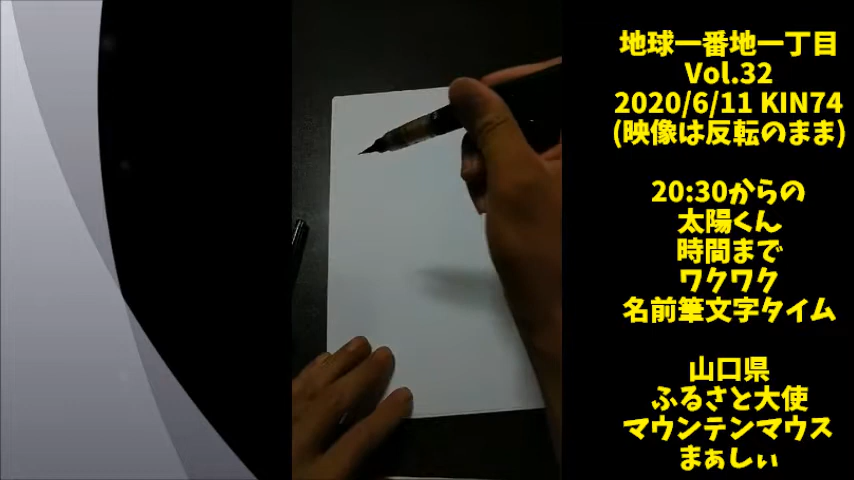 地球一番地一丁目
Vol.32
2020/6/11 KIN74
(映像は反転のまま)
20:30からの
太陽くん
時間まで
ワクワク
名前筆文字タイム
山口県
ふるさと大使
マウンテンマウス
まぁしぃ